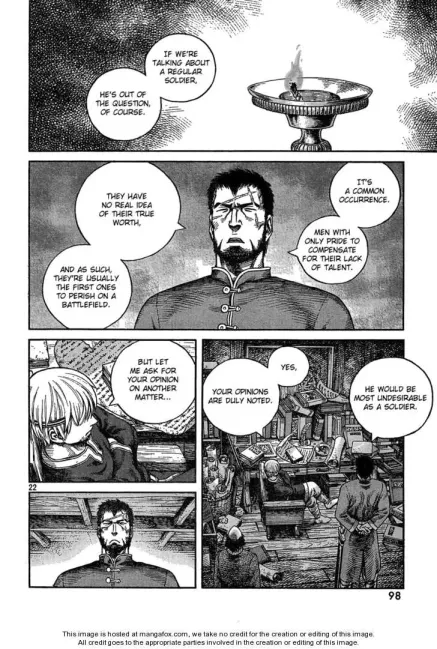 IF WE'RE
TALKING ABOUT
A REGULAR
SOLDIER,
HE'S OUT OF
THE QUESTION,
OF COURSE.
IT'S
A COMMON
OCCURRENCE.
MEN WITH
ONLY PRIDE TO
COMPENSATE
FOR THEIR LACK
OF TALENT.
THEY HAVE
NO REAL IDEA
OF THEIR TRUE
WORTH,
AND AS SUCH,
THEY'RE USUALLY
THE FIRST ONES
TO PERISH ON A
BATTLEFIELD.
BUT LET
ME ASK FOR
YOUR OPINION
ON ANOTHER
MATTER...
22
HE WOULD BE
MOST UNDESIRABLE
AS A SOLDIER.
YES,
YOUR OPINIONS
ARE DULY NOTED.
98
This image is hosted at mangafox.com, we take no credit for the creation or editing of this image.
All credit goes to the appropriate parties involved in the creation or editing of this image.